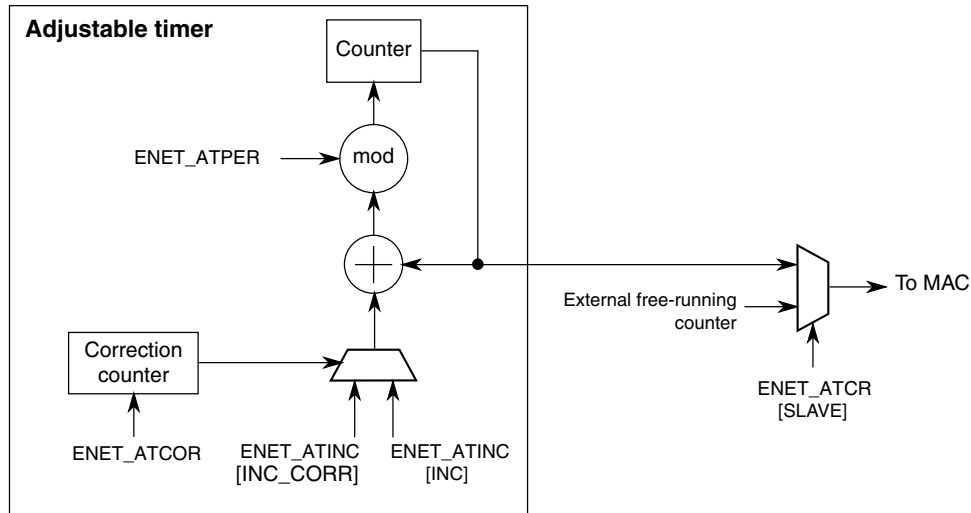 Adjustable timer
Counter
ENET_ATPER
mod
External free-running
counter
To MAC
Correction
counter
ENET_ATCOR
ENET_ATINC
[INC_CORR]
ENET_ATINC
[INC]
ENET_ATCR
[SLAVE]